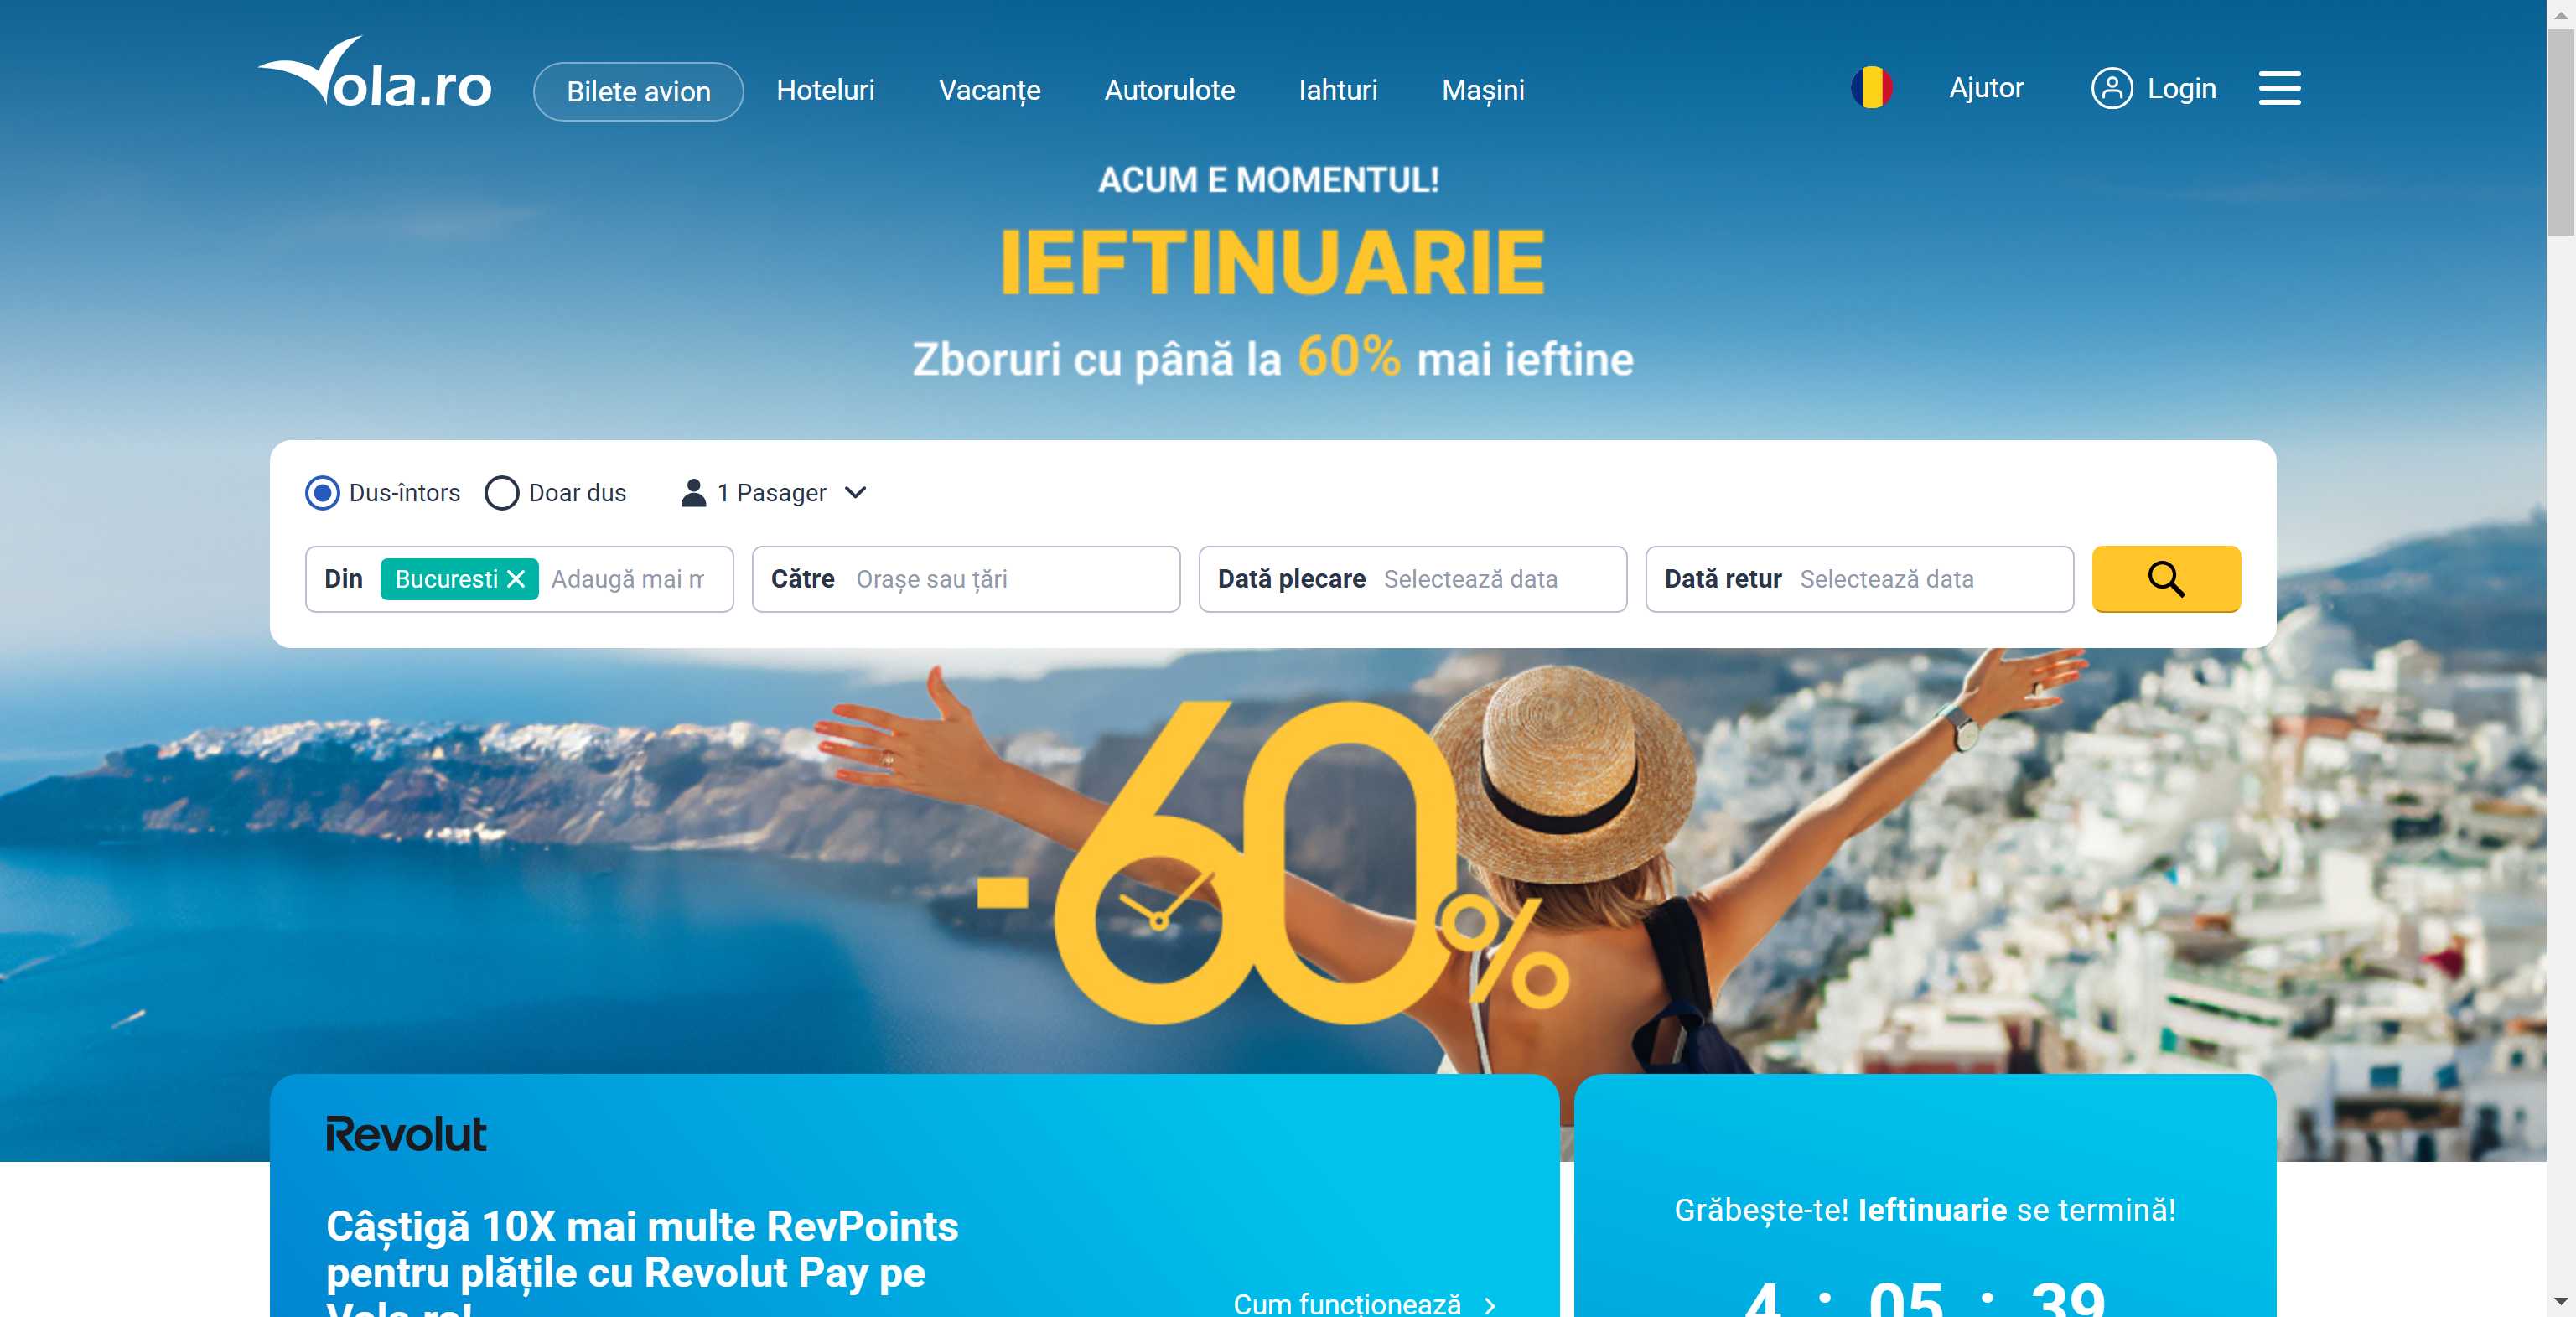 Vola.ro
Bilete avion
Hoteluri
Vacanțe
Autorulote
Iahturi
Mașini
Ajutor
Login
ACUM E MOMENTUL!
IEFTINUARIE
Zboruri cu până la 60% mai ieftine
Dus-întors
Doar dus
1 Pasager
Din Bucuresti Adaugă mai
Către Orașe sau țări
Dată plecare Selectează data
Dată retur Selectează data
-60%
Revolut
Câștigă 10X mai multe RevPoints
pentru plățile cu Revolut Pay pe
Vola.ro!
Cum funcționează
Grăbește-te! Ieftinuarie se termină!
4 : 05 : 39